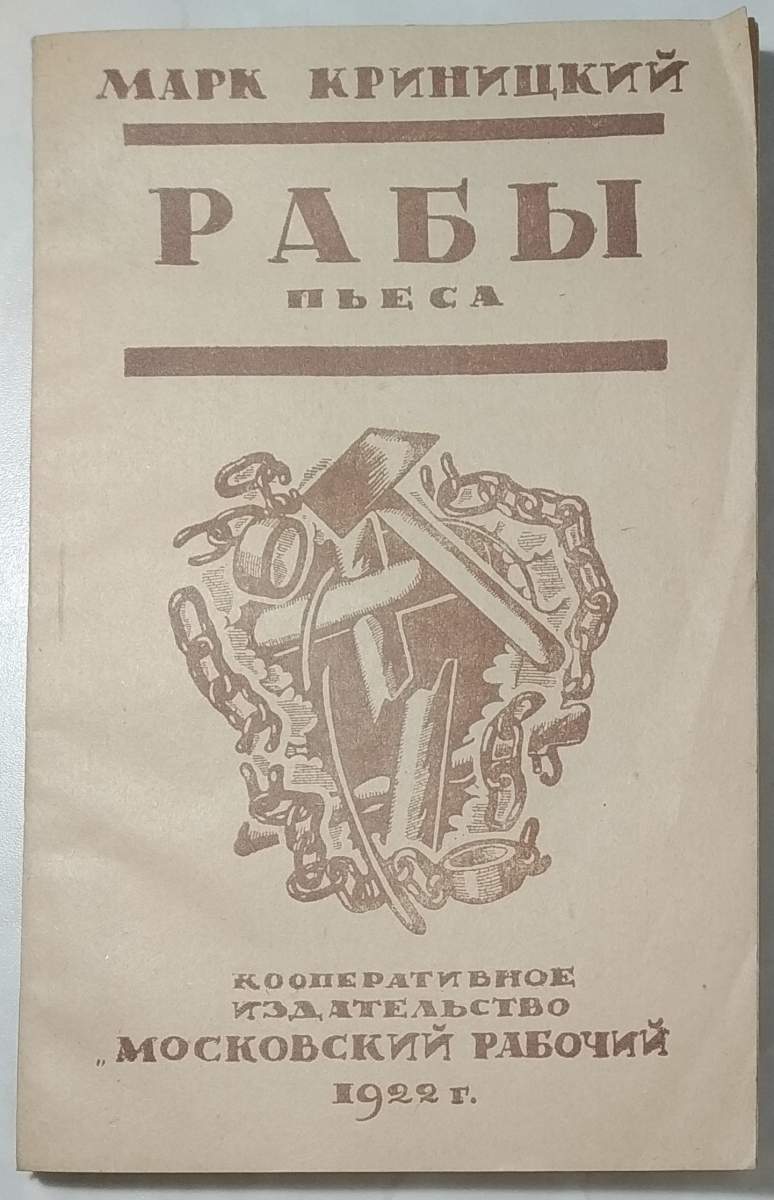 МАРК КРИНИЦКИЙ
РАБЫ
ПЬЕСА
КООПЕРАТИВНОЕ
ИЗДАТЕЛЬСТВО
„МОСКОВСКИЙ РАБОЧИЙ
1922 г.